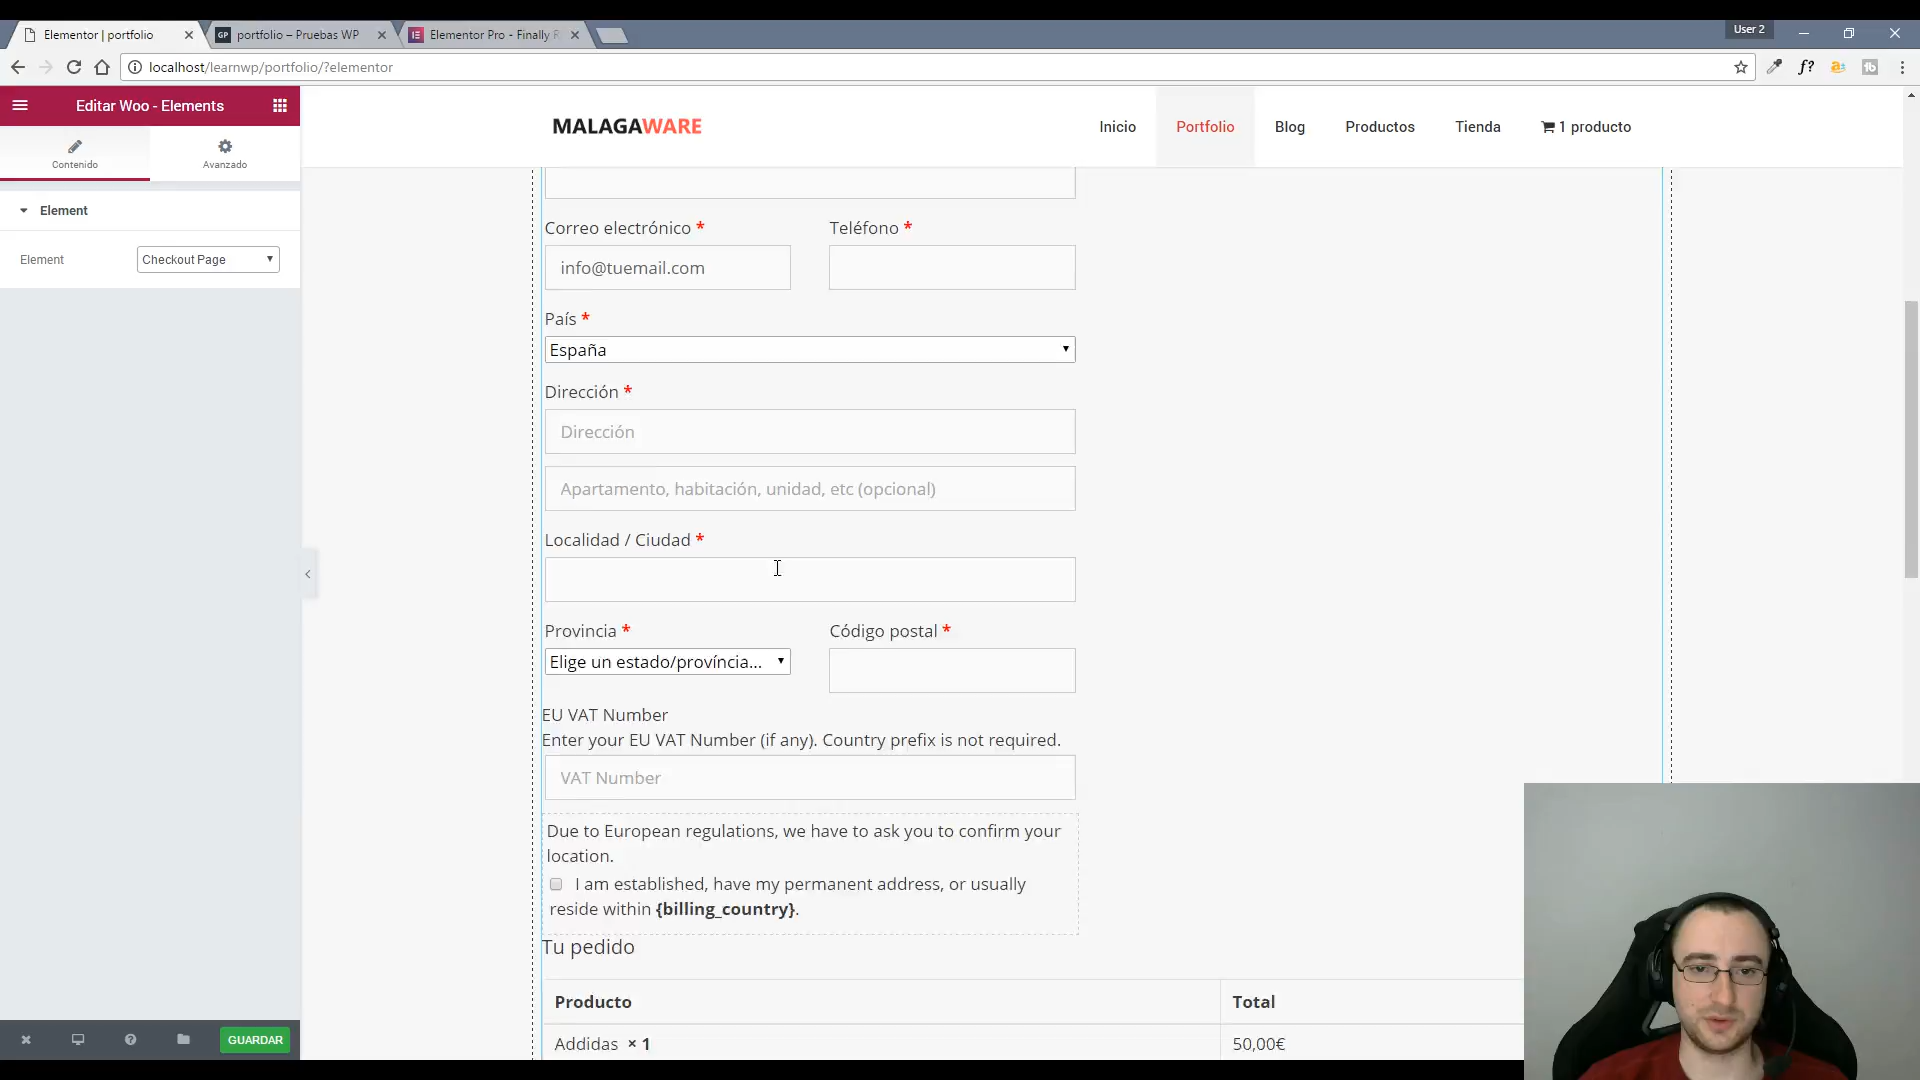 Elementor | portfolio
portfolio – Pruebas WP
Elementor Pro - Finally
User 2
localhost/learnwp/portfolio/?elementor
Editar Woo - Elements
Contenido
Avanzado
Element
Element
Checkout Page
GUARDAR
MALAGAWARE
Inicio
Portfolio
Blog
Productos
Tienda
1 producto
Correo electrónico *
Teléfono *
info@tuemail.com
País *
España
Dirección *
Dirección
Apartamento, habitación, unidad, etc (opcional)
Localidad / Ciudad *
Provincia *
Código postal *
Elige un estado/província...
EU VAT Number
Enter your EU VAT Number (if any). Country prefix is not required.
VAT Number
Due to European regulations, we have to ask you to confirm your
location.
I am established, have my permanent address, or usually
reside within {billing_country}.
Tu pedido
Producto
Total
Addidas × 1
50,00€